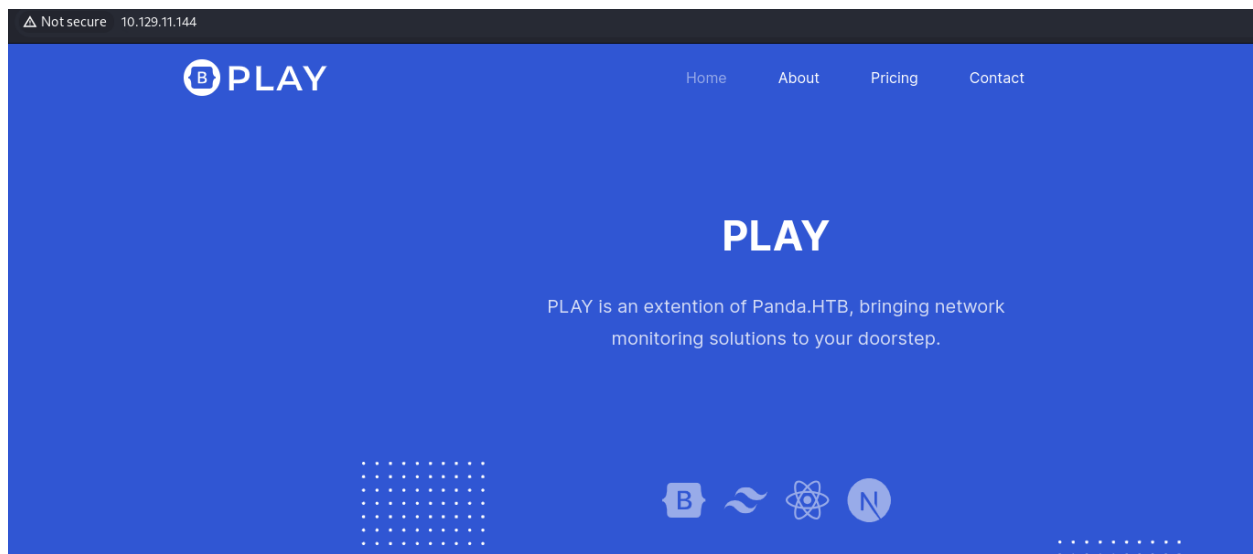 Not secure 10.129.11.144
B PLAY Home About Pricing Contact
PLAY
PLAY is an extention of Panda.HTB, bringing network
monitoring solutions to your doorstep.
B N